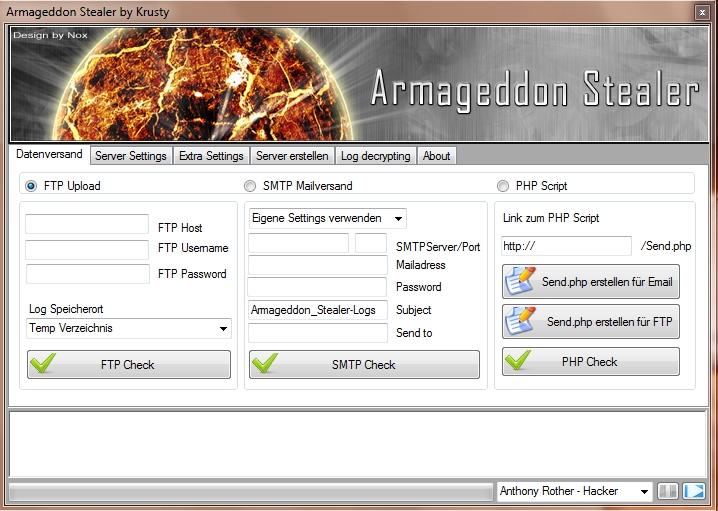 Armageddon Stealer by Krusty
x
Design by Nox
Armageddon Stealer
Datenversand
Server Settings
Extra Settings
Server erstellen
Log decrypting
About
FTP Upload
SMTP Mailversand
PHP Script
FTP Host
FTP Username
FTP Password
Log Speicherort
Temp Verzeichnis
FTP Check
Eigene Settings verwenden
SMTPServer/Port
Mailadress
Password
Armageddon_Stealer-Logs
Subject
Send to
SMTP Check
Link zum PHP Script
http://
/Send.php
Send.php erstellen für Email
Send.php erstellen für FTP
PHP Check
Anthony Rother - Hacker